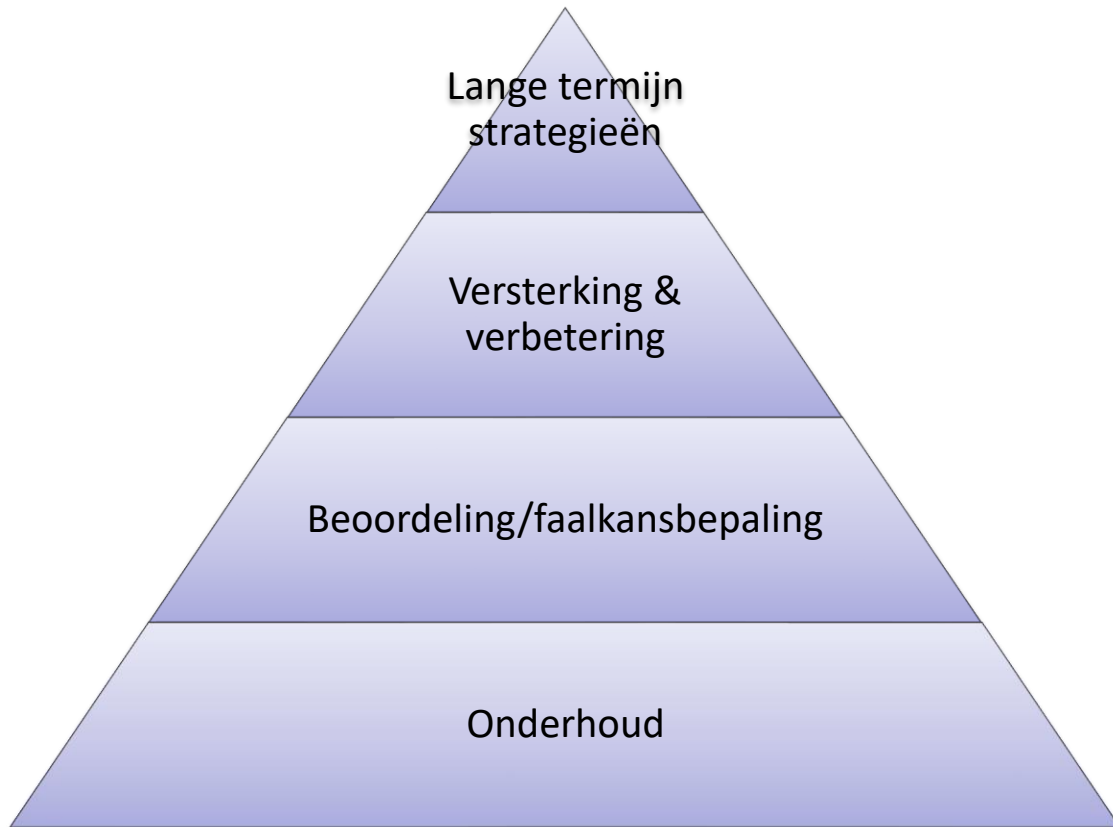 Lange termijn
strategieën
Versterking &
verbetering
Beoordeling/faalkansbepaling
Onderhoud